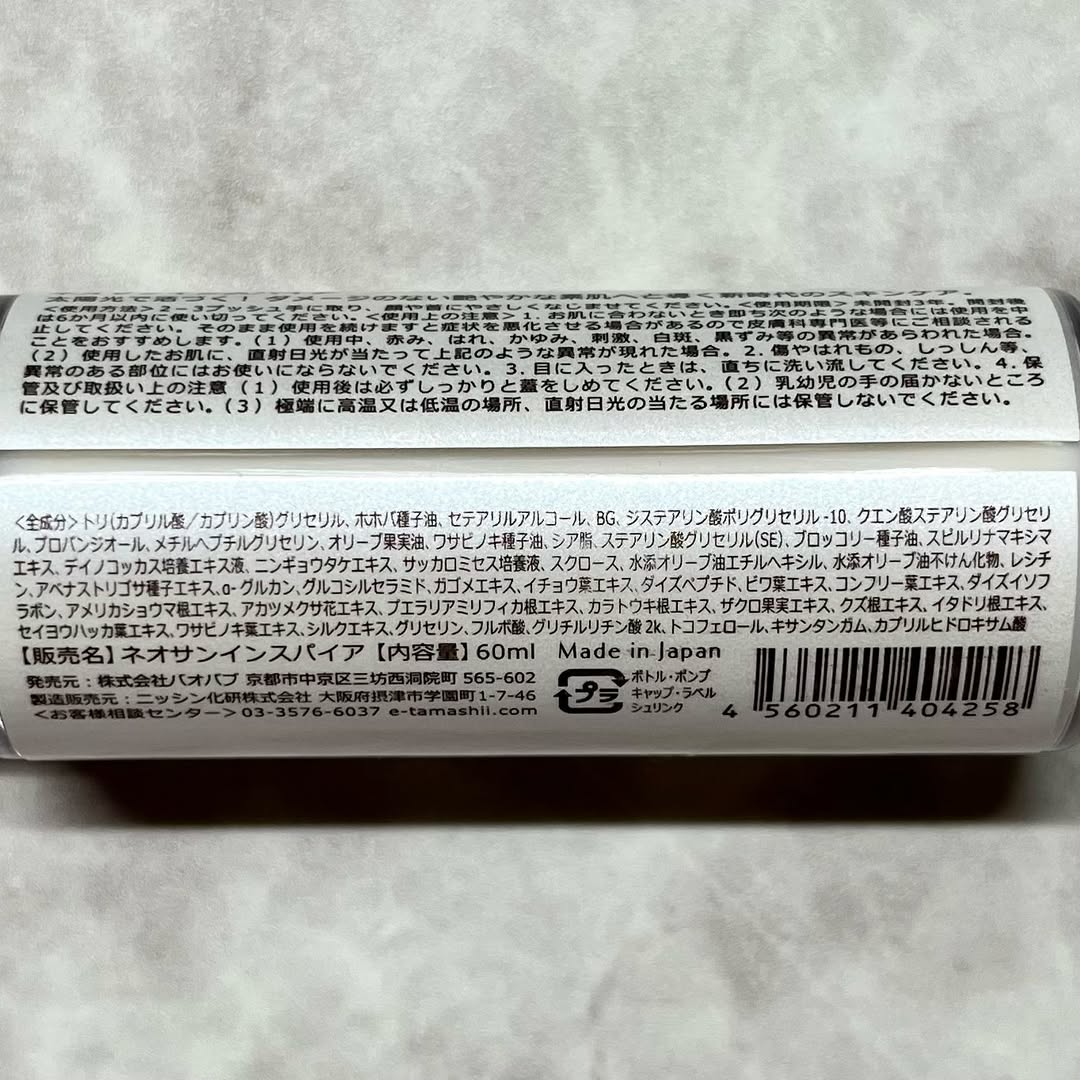 太陽光で活づく！ダメージのない艶やかな素肌へと導く新時代のスキンケア。
<使用方法>2~3プッシュ手に取り、顔や首にやさしくなじませてください。<使用期限>未開封3年。開封後
は6か月以内に使い切ってください。<使用上の注意>1. お肌に合わないとき即ち次のような場合には使用を中
止してください。そのまま使用を続けますと症状を悪化させる場合があるので皮膚科専門医等にご相談される
ことをおすすめします。(1) 使用中、赤み、はれ、かゆみ、刺激、白斑、黒ずみ等の異常があらわれた場合。
(2) 使用したお肌に、直射日光が当たって上記のような異常が現れた場合。2. 傷やはれもの、しっしん等、
異常のある部位にはお使いにならないでください。3. 目に入ったときは、直ちに洗い流してください。4. 保
管及び取扱い上の注意 (1) 使用後は必ずしっかりと蓋をしめてください。(2) 乳幼児の手の届かないところ
に保管してください。(3) 極端に高温又は低温の場所、直射日光の当たる場所には保管しないでください。
<全成分>トリ(カプリル酸/カプリン酸)グリセリル、ホホバ種子油、セテアリルアルコール、BG、ジステアリン酸ポリグリセリル-10、クエン酸ステアリン酸グリセリ
ル、プロパンジオール、メチルヘプチルグリセリン、オリーブ果実油、ワサビノキ種子油、シア脂、ステアリン酸グリセリル(SE)、ブロッコリー種子油、スピルリナマキシマ
エキス、デイノコッカス培養エキス液、ニンギョウタケエキス、サッカロミセス培養液、スクロース、水添オリーブ油エチルヘキシル、水添オリーブ油不けん化物、レシチ
ン、アベナストリゴサ種子エキス、α-グルカン、グルコシルセラミド、ガゴメエキス、イチョウ葉エキス、ダイズペプチド、ビワ葉エキス、コンフリー葉エキス、ダイズイソフ
ラボン、アメリカショウマ根エキス、アカツメクサ花エキス、プエラリアミリフィカ根エキス、カラトウキ根エキス、ザクロ果実エキス、クズ根エキス、イタドリ根エキス、
セイヨウハッカ葉エキス、ワサビノキ葉エキス、シルクエキス、グリセリン、フルボ酸、グリチルリチン酸2k、トコフェロール、キサンタンガム、カプリルヒドロキサム酸
【販売名】ネオサンインスパイア【内容量】60ml Made in Japan
発売元：株式会社バオバブ 京都市中京区三坊西洞院町 565-602
製造販売元：ニッシン化研株式会社 大阪府摂津市学園町1-7-46
<お客様相談センター> 03-3576-6037 e-tamashii.com
プラ
ボトル・ポンプ
キャップ・ラベル
シュリンク
4 560211 404258